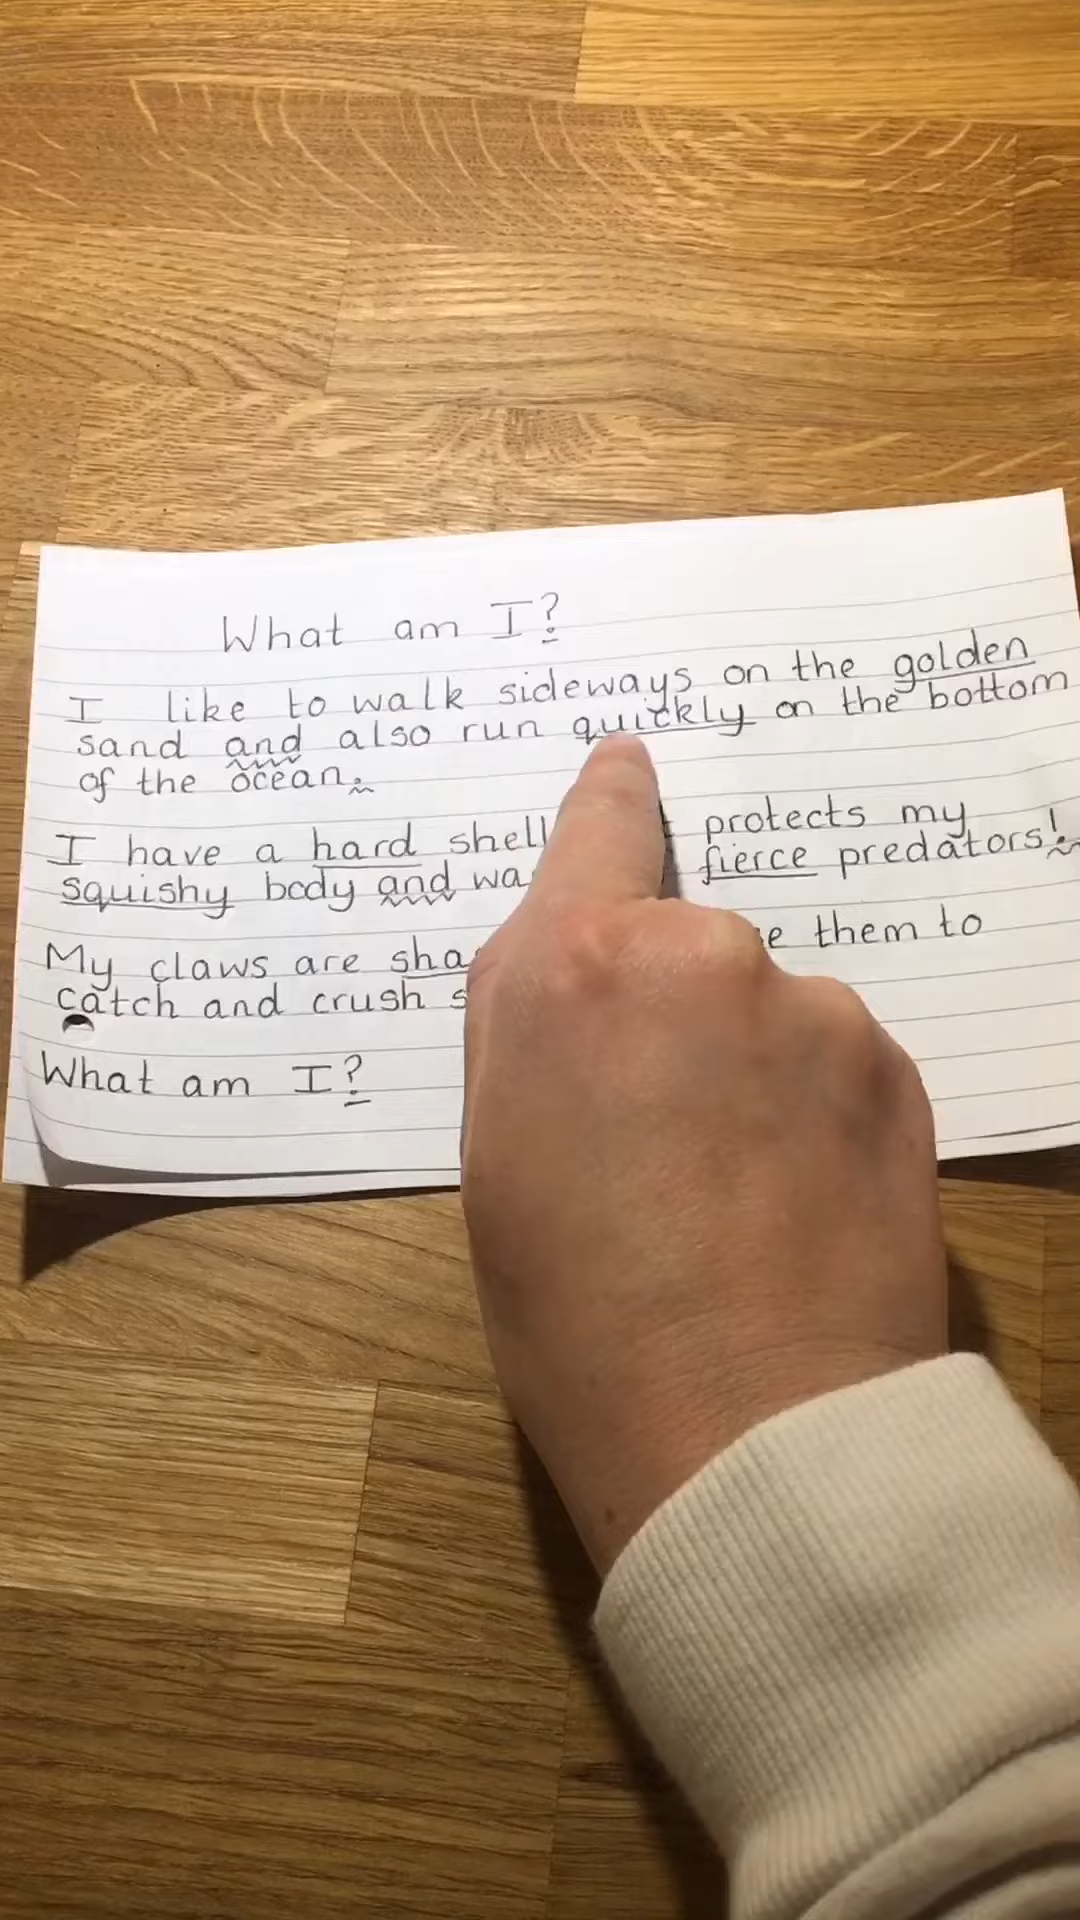 What am I?
I like to walk sideways on the golden
sand and also run quickly on the bottom
of the ocean.
I have a hard shell protects my
squishy body and fierce predators!
My claws are them to
catch and crush
What am I?